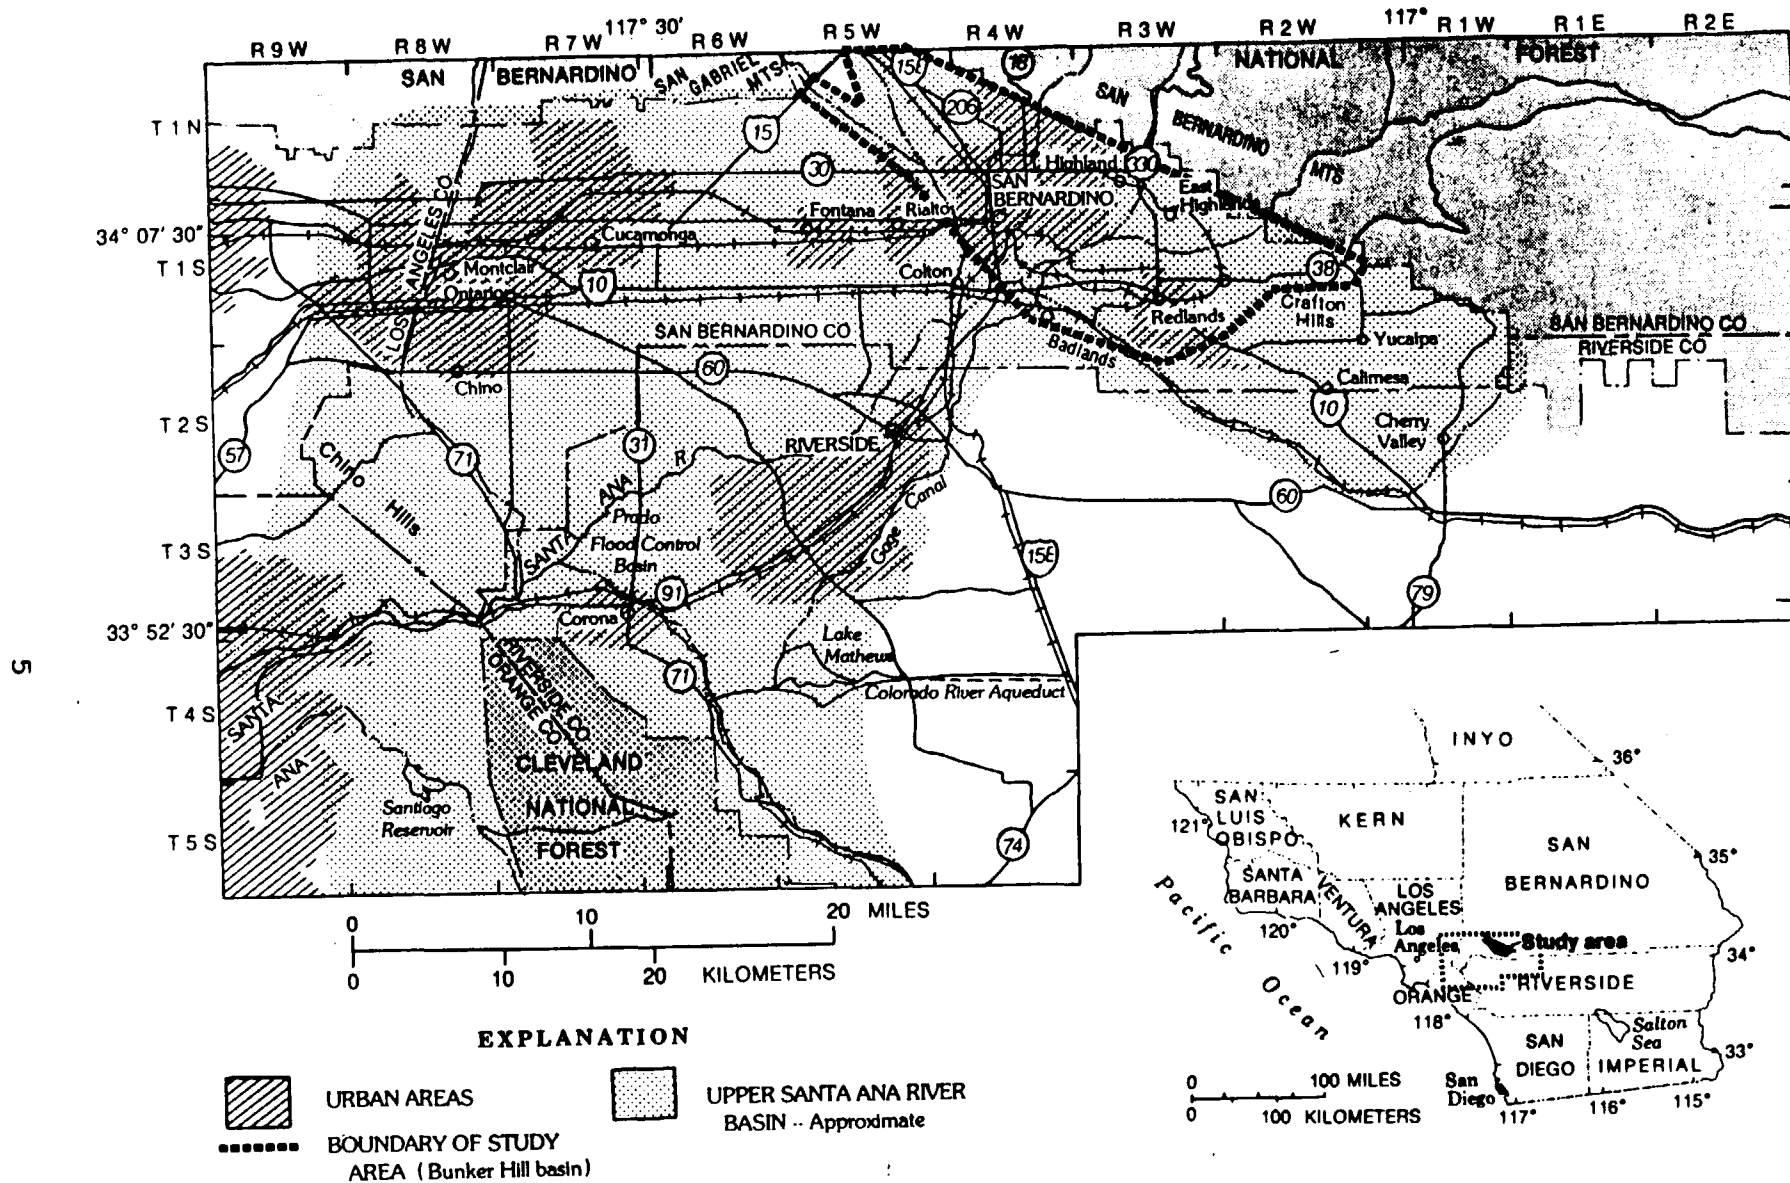 117° 30'
117°
R 9 W
R 8 W
R 7 W
R 6 W
R 5 W
R 4 W
R 3 W
R 2 W
R 1 W
R 1 E
R 2 E
SAN
BERNARDINO
SAN
GABRIEL
MTS
15E
18
NATIONAL
FOREST
SAN
BERNARDINO
MTS
206
T 1 N
15
30
Highland
330
SAN
BERNARDINO
East
Highlands
LOS
ANGELES CO
Fontana
Rialto
Cucamonga
34° 07' 30"
T 1 S
Montclair
Ontario
10
Colton
38
Crafton
Hills
Redlands
SAN BERNARDINO CO
Badlands
Yucaipa
SAN BERNARDINO CO
RIVERSIDE CO
60
Chino
Calimesa
10
T 2 S
Cherry
Valley
57
Chino
Hills
71
31
RIVERSIDE
SANTA
ANA
R
Prado
Flood Control
Basin
Gage
Canal
60
T 3 S
15E
91
79
Corona
33° 52' 30"
Lake
Mathews
RIVERSIDE CO
ORANGE CO
71
Colorado River Aqueduct
T 4 S
SANTA
ANA
CLEVELAND
NATIONAL
FOREST
Santiago
Reservoir
T 5 S
74
5
0
10
20 MILES
0
10
20
KILOMETERS
EXPLANATION
URBAN AREAS
BOUNDARY OF STUDY
AREA (Bunker Hill basin)
UPPER SANTA ANA RIVER
BASIN -- Approximate
INYO
36°
SAN
LUIS
OBISPO
121°
KERN
SAN
BERNARDINO
35°
SANTA
BARBARA
VENTURA
LOS
ANGELES
Los
Angeles
Pacific
Ocean
120°
119°
Study area
34°
ORANGE
RIVERSIDE
118°
Salton
Sea
SAN
DIEGO
IMPERIAL
33°
San
Diego
117°
116°
115°
0
100 MILES
0
100
KILOMETERS